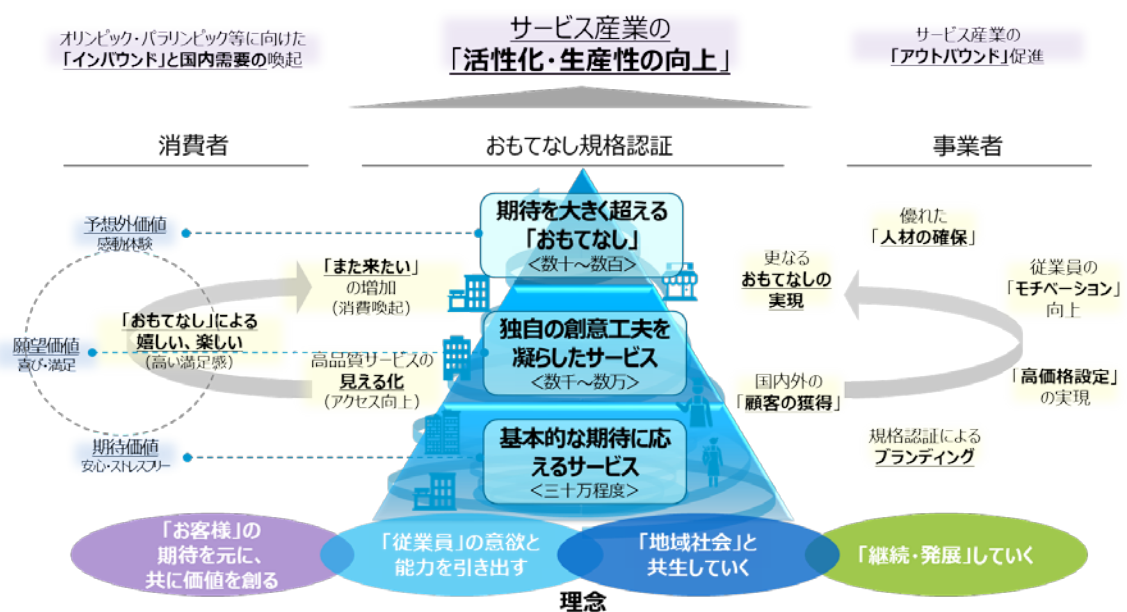 オリンピック・パラリンピック等に向けた
「インバウンド」と国内需要の喚起
サービス産業の
「活性化・生産性の向上」
サービス産業の
「アウトバウンド」促進
消費者
おもてなし規格認証
事業者
予想外価値
感動体験
願望価値
喜び・満足
期待価値
安心・ストレスフリー
「おもてなし」による
嬉しい、楽しい
(高い満足感)
「また来たい」
の増加
(消費喚起)
高品質サービスの
見える化
(アクセス向上)
期待を大きく超える
「おもてなし」
<数十~数百>
独自の創意工夫を
凝らしたサービス
<数千~数万>
基本的な期待に応
えるサービス
<三十万程度>
更なる
おもてなしの
実現
国内外の
「顧客の獲得」
優れた
「人材の確保」
従業員の
「モチベーション」
向上
「高価格設定」
の実現
規格認証による
ブランディング
「お客様」の
期待を元に、
共に価値を創る
「従業員」の意欲と
能力を引き出す
「地域社会」と
共生していく
「継続・発展」していく
理念